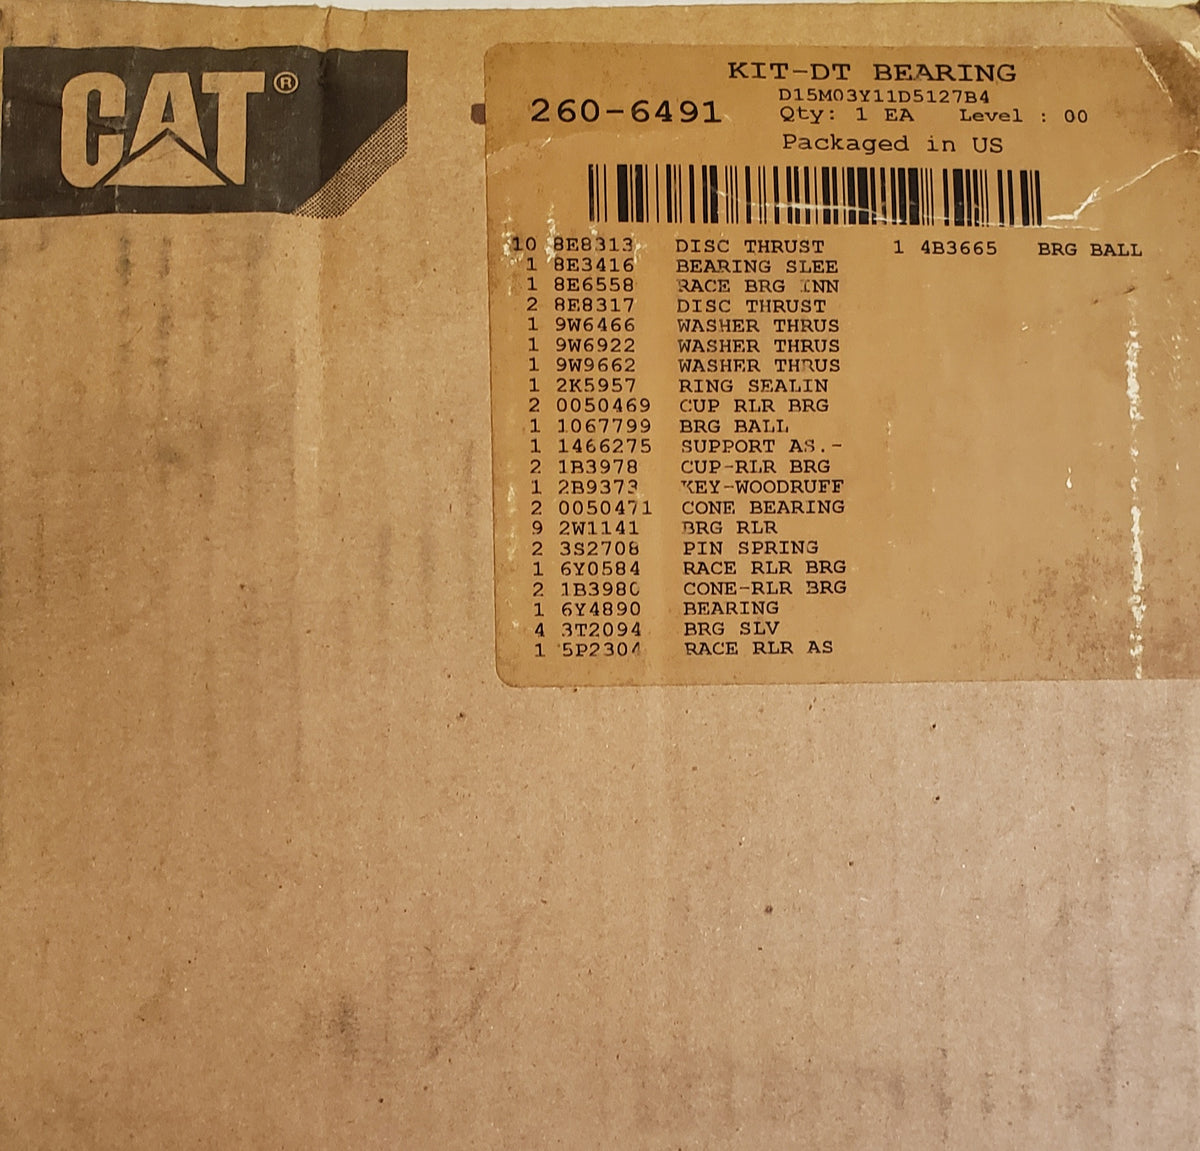 CAT®
KIT-DT BEARING
260-6491
D15M03Y11D5127B4
Qty: 1 EA Level : 00
Packaged in US
10 8E8313 DISC THRUST 1 4B3665 BRG BALL
1 8E3416 BEARING SLEE
1 8E6558 RACE BRG INN
2 8E8317 DISC THRUST
1 9W6466 WASHER THRUS
1 9W6922 WASHER THRUS
1 9W9662 WASHER THRUS
1 2K5957 RING SEALIN
2 0050469 CUP RLR BRG
1 1067799 BRG BALL
1 1466275 SUPPORT AS.-
2 1B3978 CUP-RLR BRG
1 2B9373 KEY-WOODRUFF
2 0050471 CONE BEARING
9 2W1141 BRG RLR
2 3S2708 PIN SPRING
1 6Y0584 RACE RLR BRG
2 1B3980 CONE-RLR BRG
1 6Y4890 BEARING
4 3T2094 BRG SLV
1 5P2304 RACE RLR AS